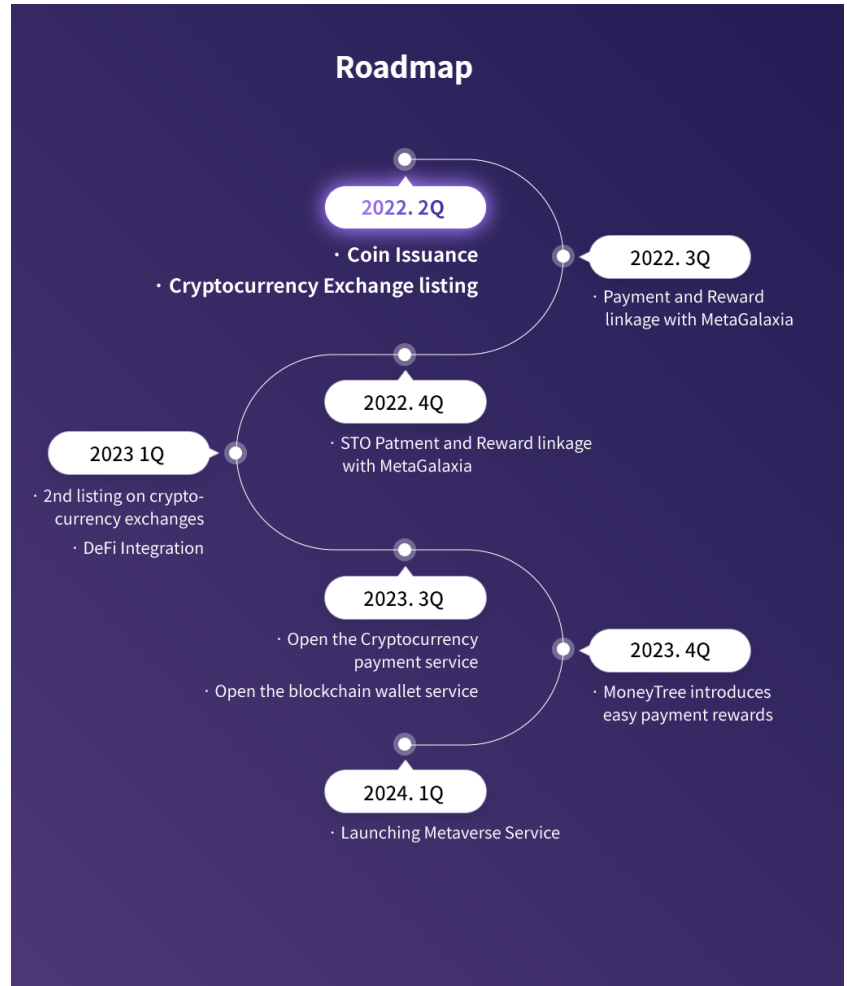 Roadmap
2022. 2Q
· Coin Issuance
· Cryptocurrency Exchange listing
2022. 3Q
· Payment and Reward
linkage with MetaGalaxia
2022. 4Q
· STO Patment and Reward linkage
with MetaGalaxia
2023 1Q
· 2nd listing on crypto-
currency exchanges
· DeFi Integration
2023. 3Q
· Open the Cryptocurrency
payment service
· Open the blockchain wallet service
2023. 4Q
· MoneyTree introduces
easy payment rewards
2024. 1Q
· Launching Metaverse Service